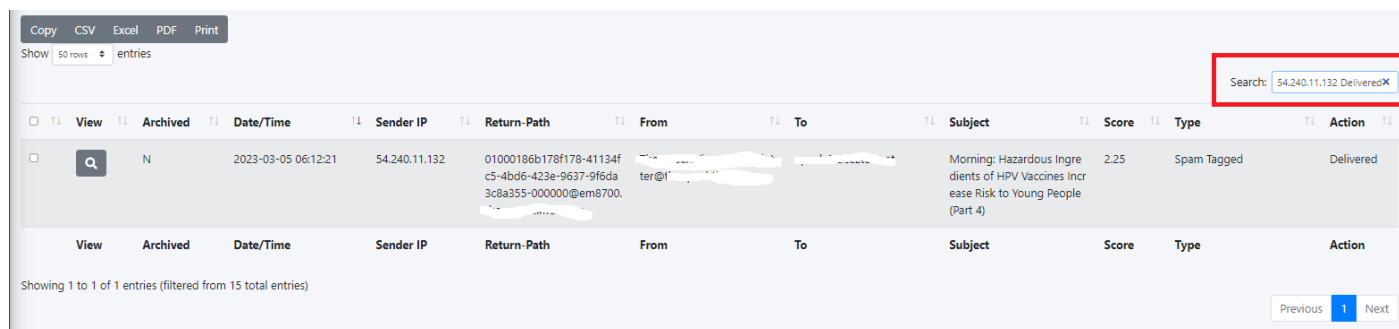 Copy CSV Excel PDF Print
Show 50 rows entries
Search: 54.240.11.132 Delivered
View Archived Date/Time Sender IP Return-Path From To Subject Score Type Action
N 2023-03-05 06:12:21 54.240.11.132 01000186b178f178-41134f Morning: Hazardous Ingre 2.25 Spam Tagged Delivered
c5-4bd6-423e-9637-9f6da ter@ dients of HPV Vaccines Incr
3c8a355-000000@em8700. ease Risk to Young People
(Part 4)
View Archived Date/Time Sender IP Return-Path From To Subject Score Type Action
Showing 1 to 1 of 1 entries (filtered from 15 total entries)
Previous 1 Next